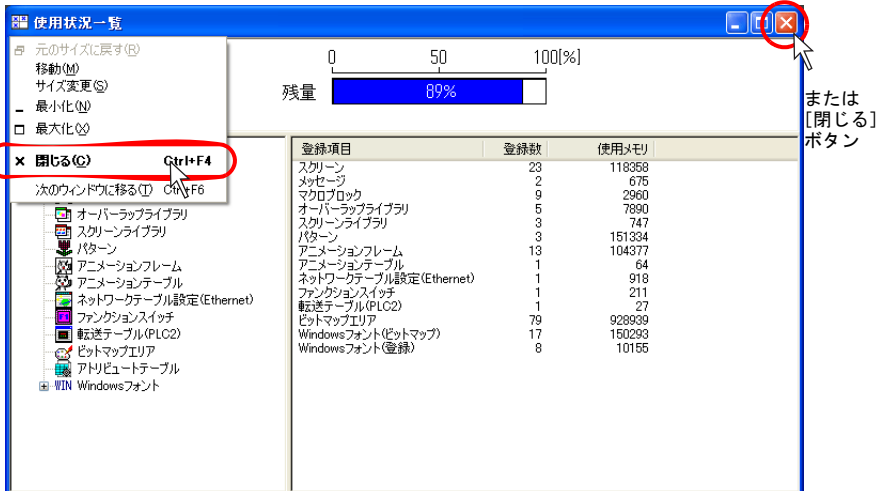 使用状況一覧
元のサイズに戻す(R)
移動(M)
サイズ変更(S)
最小化(N)
最大化(X)
閉じる(C) Ctrl+F4
次のウィンドウに移る(T) Ctrl+F6
0 50 100[%]
残量 89%
または
[閉じる]
ボタン
オーバーラップライブラリ
スクリーンライブラリ
パターン
アニメーションフレーム
アニメーションテーブル
ネットワークテーブル設定(Ethernet)
ファンクションスイッチ
転送テーブル(PLC2)
ビットマップエリア
アトリビュートテーブル
WIN Windowsフォント
登録項目 登録数 使用メモリ
スクリーン 23 118358
メッセージ 2 675
マクロブロック 9 2960
オーバーラップライブラリ 5 7890
スクリーンライブラリ 3 747
パターン 3 151334
アニメーションフレーム 13 104377
アニメーションテーブル 1 64
ネットワークテーブル設定(Ethernet) 1 918
ファンクションスイッチ 1 211
転送テーブル(PLC2) 1 27
ビットマップエリア 79 928939
Windowsフォント(ビットマップ) 17 150293
Windowsフォント(登録) 8 10155